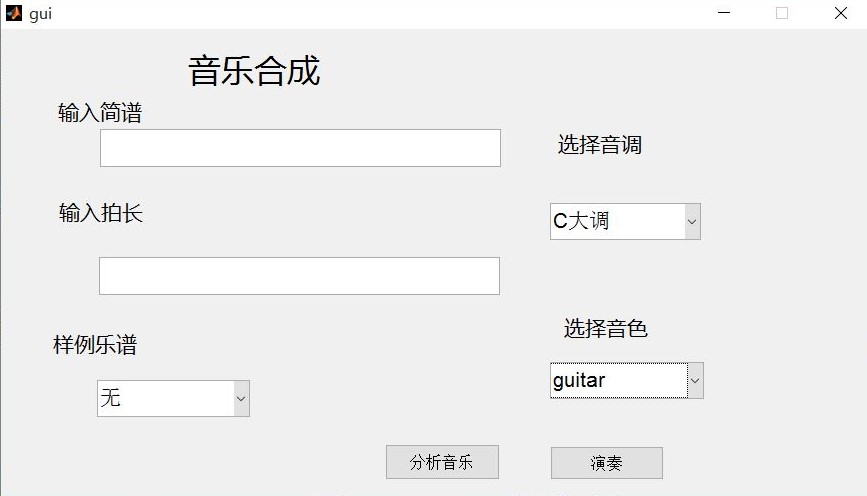 gui
音乐合成
输入简谱
选择音调
输入拍长
C大调
选择音色
样例乐谱
guitar
无
分析音乐
演奏